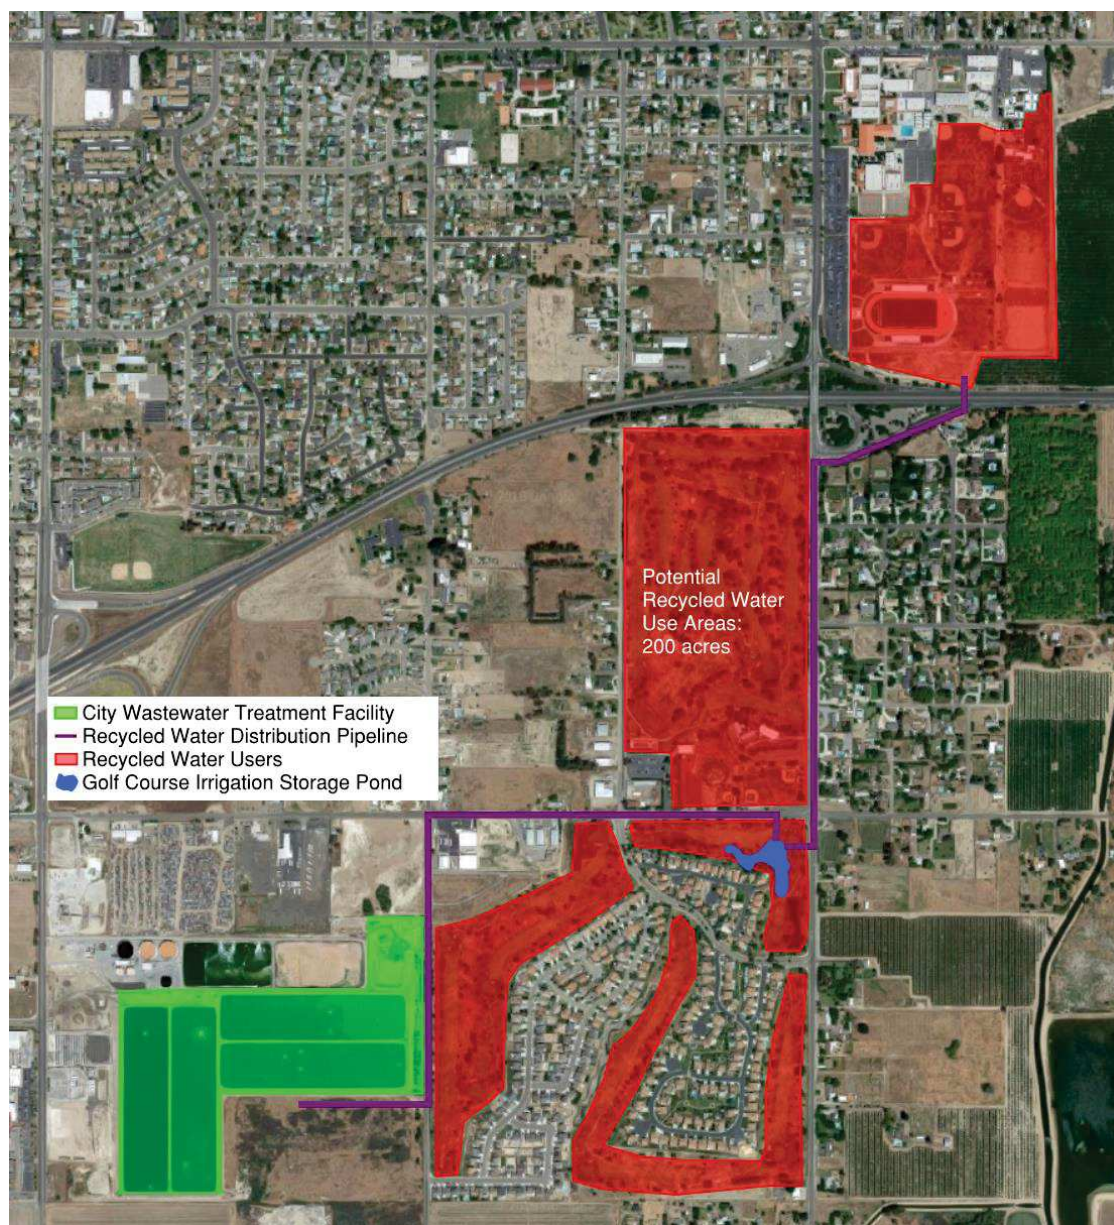 Potential
Recycled Water
Use Areas:
200 acres
City Wastewater Treatment Facility
Recycled Water Distribution Pipeline
Recycled Water Users
Golf Course Irrigation Storage Pond